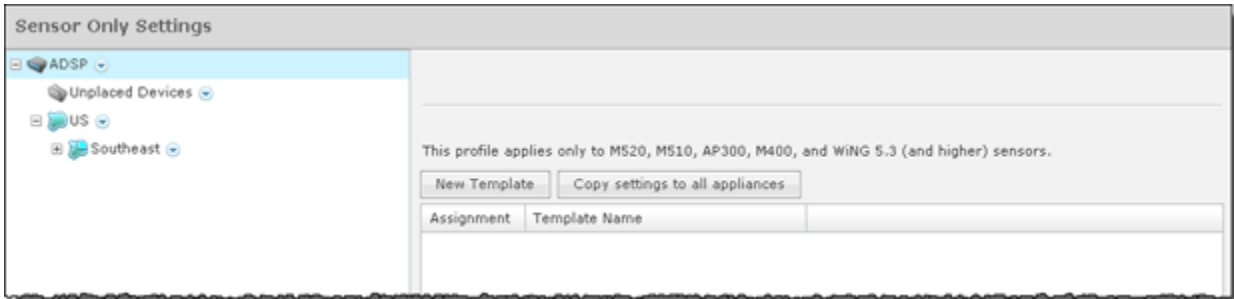 Sensor Only Settings
ADSP
Unplaced Devices
US
Southeast
This profile applies only to M520, M510, AP300, M400, and WiNG 5.3 (and higher) sensors.
New Template Copy settings to all appliances
Assignment Template Name